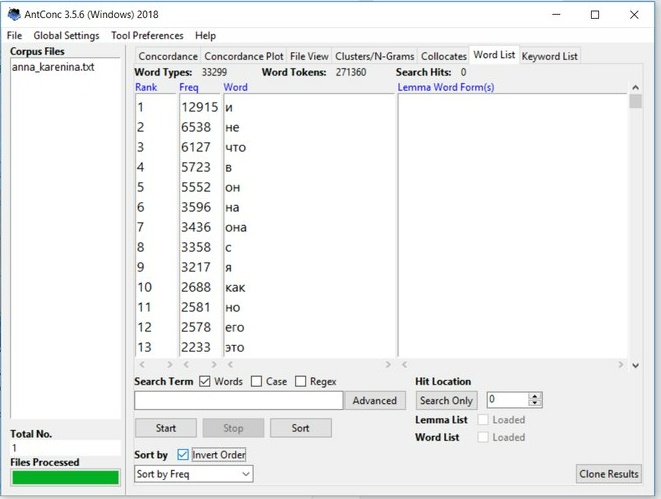 AntConc 3.5.6 (Windows) 2018
File Global Settings Tool Preferences Help
Corpus Files
anna_karenina.txt
Concordance Concordance Plot File View Clusters/N-Grams Collocates Word List Keyword List
Word Types: 33299 Word Tokens: 271360 Search Hits: 0
Rank Freq Word Lemma Word Form(s)
1 12915 и
2 6538 не
3 6127 что
4 5723 в
5 5552 он
6 3596 на
7 3436 она
8 3358 с
9 3217 я
10 2688 как
11 2581 но
12 2578 его
13 2233 это
Search Term Words Case Regex Hit Location
Advanced Search Only 0
Start Stop Sort Lemma List Loaded
Word List Loaded
Total No.
1
Files Processed
Sort by Invert Order
Sort by Freq Clone Results